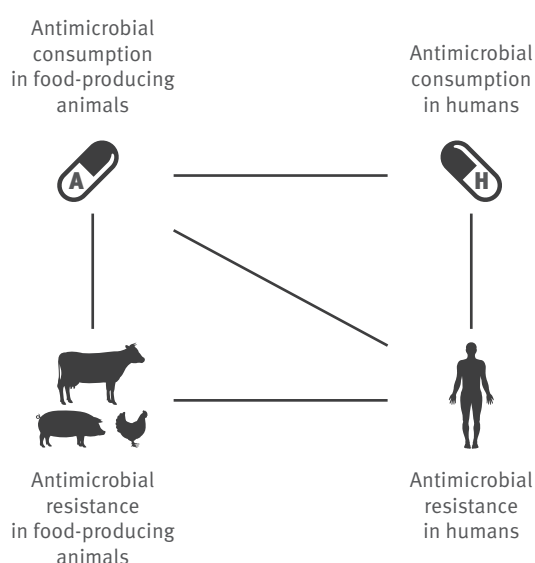 Antimicrobial
consumption
in food-producing
animals
Antimicrobial
consumption
in humans
A
H
Antimicrobial
resistance
in food-producing
animals
Antimicrobial
resistance
in humans